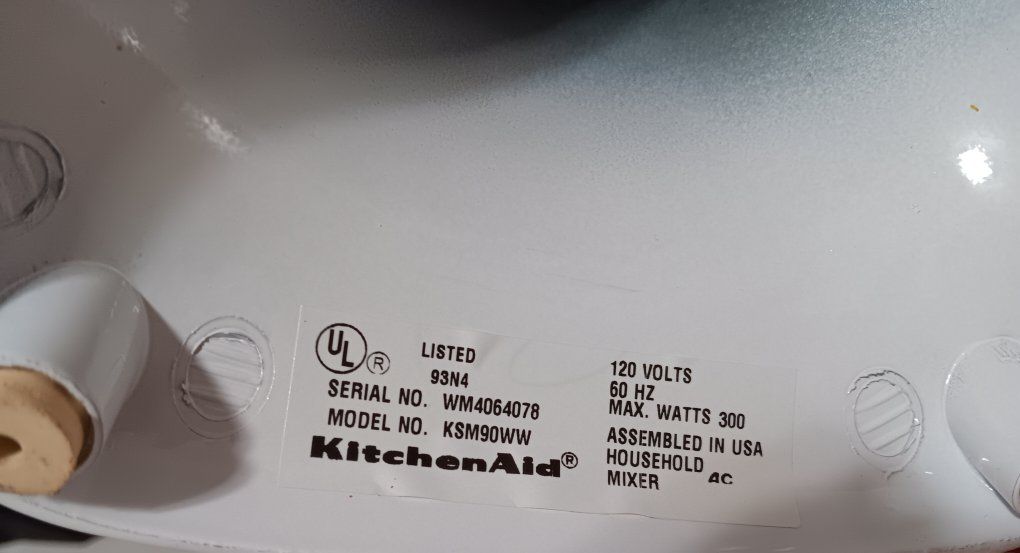 UL ®
LISTED
93N4
SERIAL NO. WM4064078
MODEL NO. KSM90WW
KitchenAid®
120 VOLTS
60 HZ
MAX. WATTS 300
ASSEMBLED IN USA
HOUSEHOLD AC
MIXER